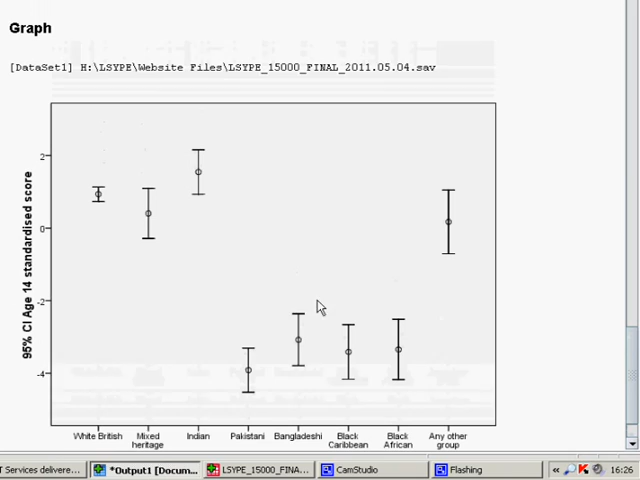 Graph
[DataSet1] H:\LSYPE\Website Files\LSYPE_15000_FINAL_2011.05.04.sav
95% CI Age 14 standardised score
2
0
-2
-4
White British
Mixed heritage
Indian
Pakistani
Bangladeshi
Black Caribbean
Black African
Any other group
T Services delivere...
*Output1 [Docum...
LSYPE_15000_FINA...
CamStudio
Flashing
«
16:26